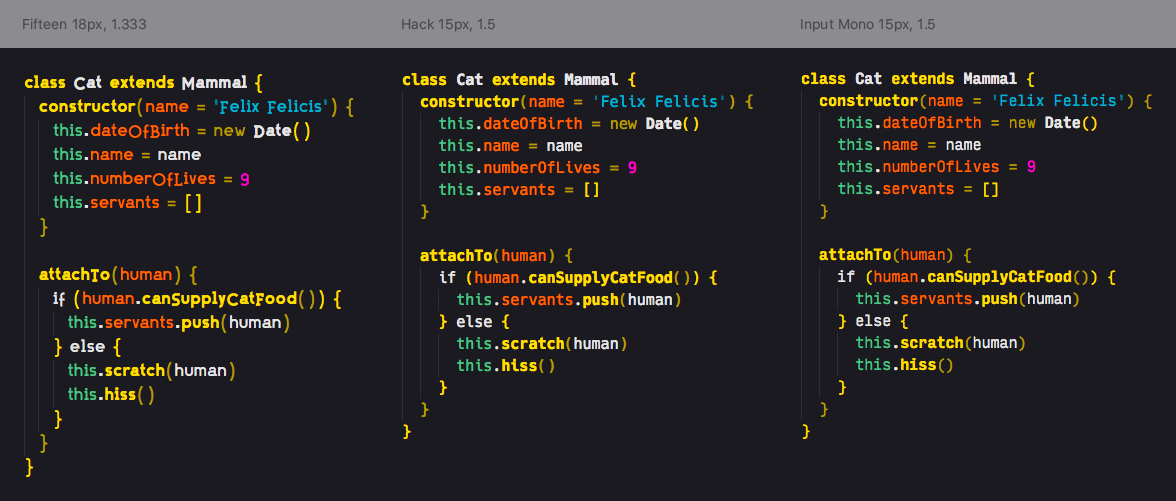 Fifteen 18px, 1.333
class Cat extends Mammal {
constructor(name = 'Felix Felicis') {
this.dateOfBirth = new Date()
this.name = name
this.numberOfLives = 9
this.servants = []
}
attachTo(human) {
if (human.canSupplyCatFood()) {
this.servants.push(human)
} else {
this.scratch(human)
this.hiss()
}
}
}
Hack 15px, 1.5
class Cat extends Mammal {
constructor(name = 'Felix Felicis') {
this.dateOfBirth = new Date()
this.name = name
this.numberOfLives = 9
this.servants = []
}
attachTo(human) {
if (human.canSupplyCatFood()) {
this.servants.push(human)
} else {
this.scratch(human)
this.hiss()
}
}
}
Input Mono 15px, 1.5
class Cat extends Mammal {
constructor(name = 'Felix Felicis') {
this.dateOfBirth = new Date()
this.name = name
this.numberOfLives = 9
this.servants = []
}
attachTo(human) {
if (human.canSupplyCatFood()) {
this.servants.push(human)
} else {
this.scratch(human)
this.hiss()
}
}
}